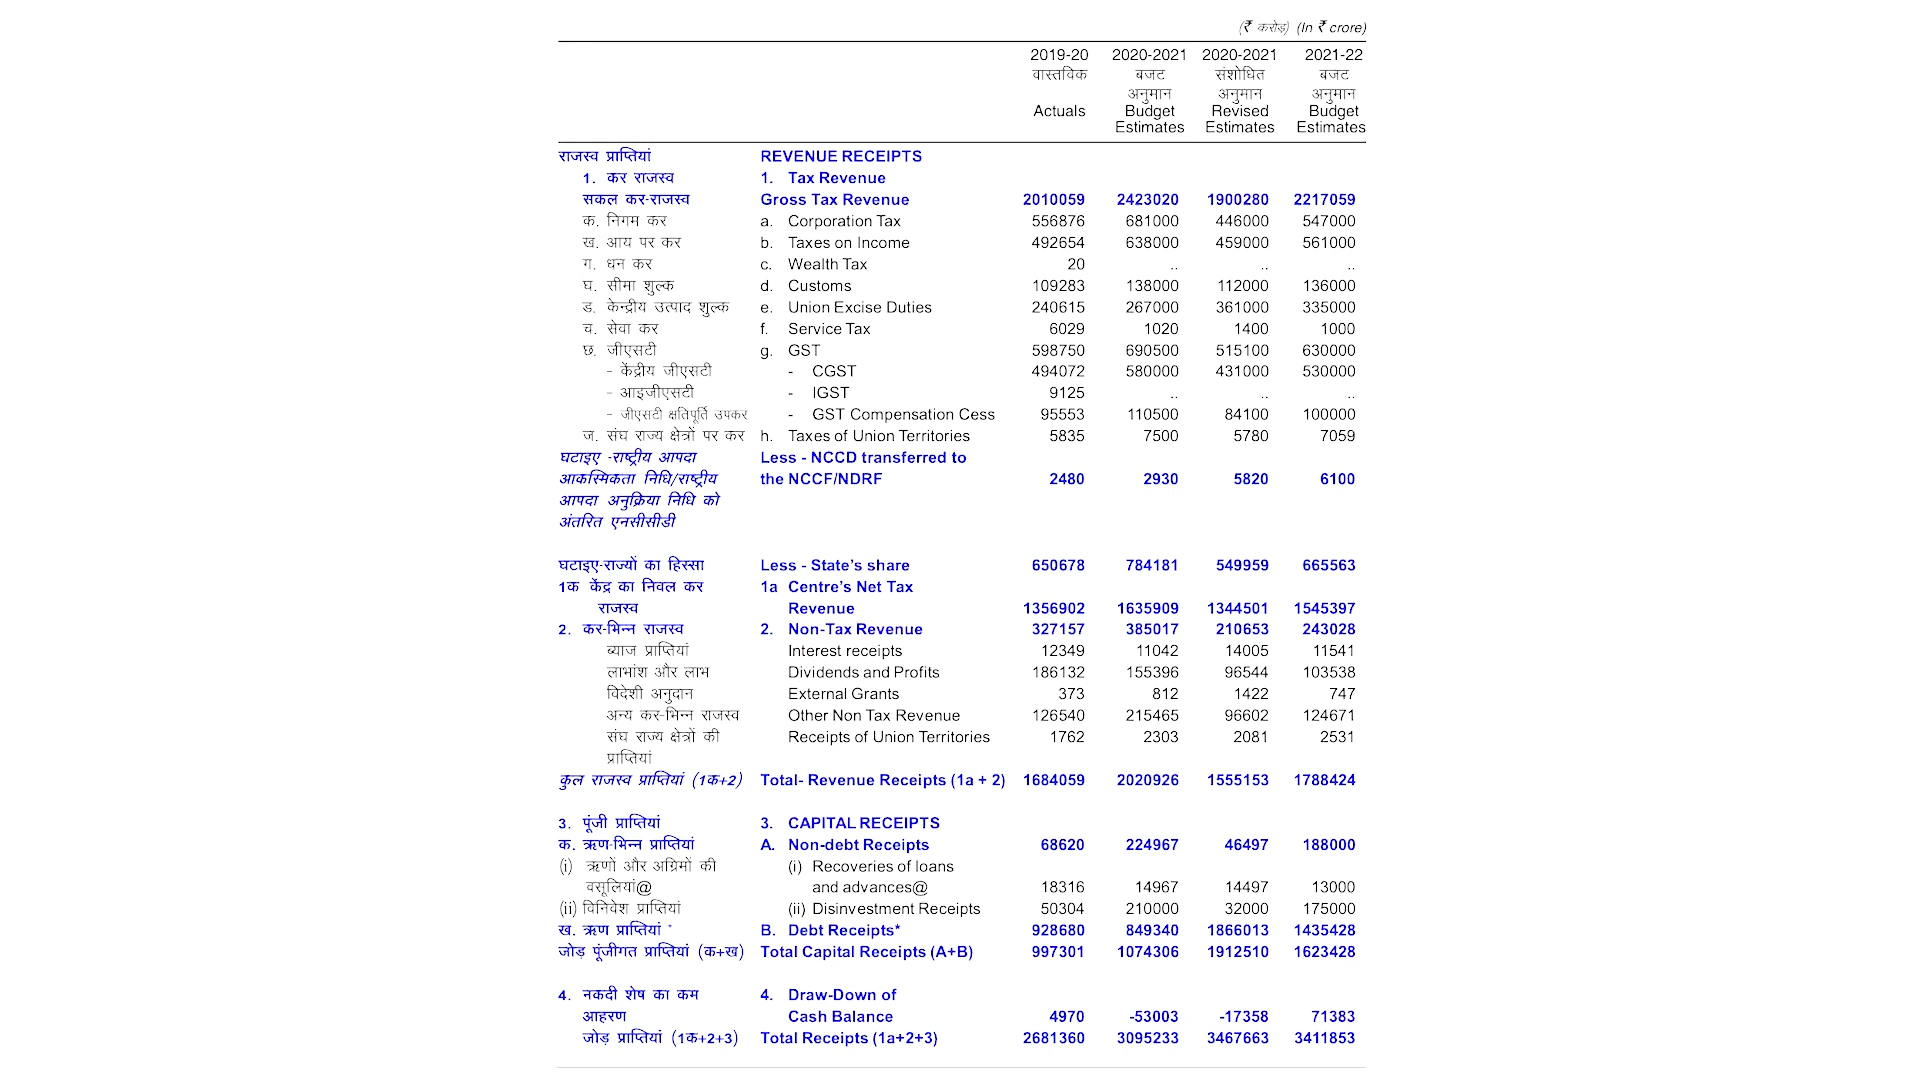 (₹ करोड़) (In ₹ crore)
2019-20 2020-2021 2020-2021 2021-22
वास्तविक बजट संशोधित बजट
अनुमान अनुमान अनुमान
Actuals Budget Revised Budget
Estimates Estimates Estimates
राजस्व प्राप्तियां REVENUE RECEIPTS
1. कर राजस्व 1. Tax Revenue
सकल कर-राजस्व Gross Tax Revenue 2010059 2423020 1900280 2217059
क. निगम कर a. Corporation Tax 556876 681000 446000 547000
ख. आय पर कर b. Taxes on Income 492654 638000 459000 561000
ग. धन कर c. Wealth Tax 20 .. .. ..
घ. सीमा शुल्क d. Customs 109283 138000 112000 136000
ड. केन्द्रीय उत्पाद शुल्क e. Union Excise Duties 240615 267000 361000 335000
च. सेवा कर f. Service Tax 6029 1020 1400 1000
छ. जीएसटी g. GST 598750 690500 515100 630000
- केंद्रीय जीएसटी - CGST 494072 580000 431000 530000
- आइजीएसटी - IGST 9125 .. .. ..
- जीएसटी क्षतिपूर्ति उपकर - GST Compensation Cess 95553 110500 84100 100000
ज. संघ राज्य क्षेत्रों पर कर h. Taxes of Union Territories 5835 7500 5780 7059
घटाइए -राष्ट्रीय आपदा Less - NCCD transferred to
आकस्मिकता निधि/राष्ट्रीय the NCCF/NDRF 2480 2930 5820 6100
आपदा अनुक्रिया निधि को
अंतरित एनसीसीडी
घटाइए-राज्यों का हिस्सा Less - State's share 650678 784181 549959 665563
1क केंद्र का निवल कर 1a Centre's Net Tax
राजस्व Revenue 1356902 1635909 1344501 1545397
2. कर-भिन्न राजस्व 2. Non-Tax Revenue 327157 385017 210653 243028
ब्याज प्राप्तियां Interest receipts 12349 11042 14005 11541
लाभांश और लाभ Dividends and Profits 186132 155396 96544 103538
विदेशी अनुदान External Grants 373 812 1422 747
अन्य कर-भिन्न राजस्व Other Non Tax Revenue 126540 215465 96602 124671
संघ राज्य क्षेत्रों की Receipts of Union Territories 1762 2303 2081 2531
प्राप्तियां
कुल राजस्व प्राप्तियां (1क+2) Total- Revenue Receipts (1a + 2) 1684059 2020926 1555153 1788424
3. पूंजी प्राप्तियां 3. CAPITAL RECEIPTS
क. ऋण-भिन्न प्राप्तियां A. Non-debt Receipts 68620 224967 46497 188000
(i) ऋणों और अग्रिमों की (i) Recoveries of loans
वसूलियां@ and advances@ 18316 14967 14497 13000
(ii) विनिवेश प्राप्तियां (ii) Disinvestment Receipts 50304 210000 32000 175000
ख. ऋण प्राप्तियां * B. Debt Receipts* 928680 849340 1866013 1435428
जोड़ पूंजीगत प्राप्तियां (क+ख) Total Capital Receipts (A+B) 997301 1074306 1912510 1623428
4. नकदी शेष का कम 4. Draw-Down of
आहरण Cash Balance 4970 -53003 -17358 71383
जोड़ प्राप्तियां (1क+2+3) Total Receipts (1a+2+3) 2681360 3095233 3467663 3411853